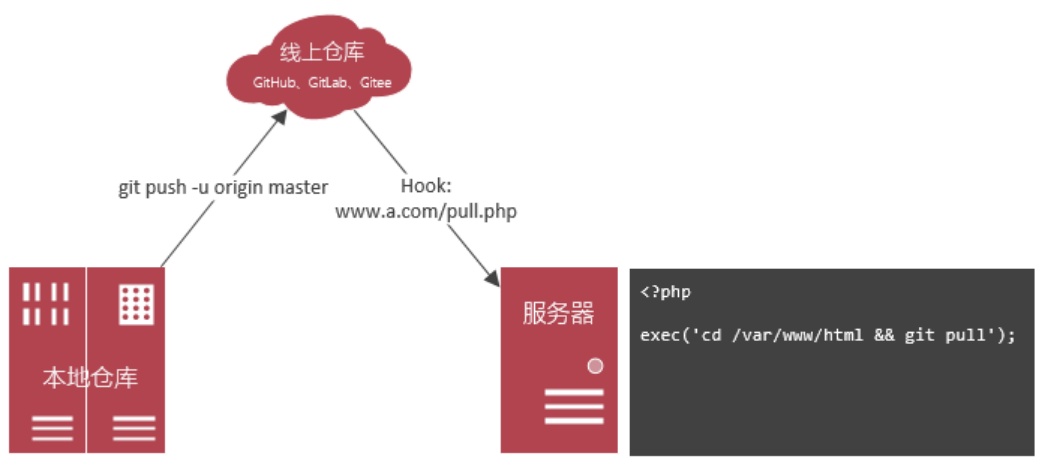 线上仓库
GitHub、GitLab、Gitee
git push -u origin master
Hook:
www.a.com/pull.php
本地仓库
服务器
<?php
exec('cd /var/www/html && git pull');